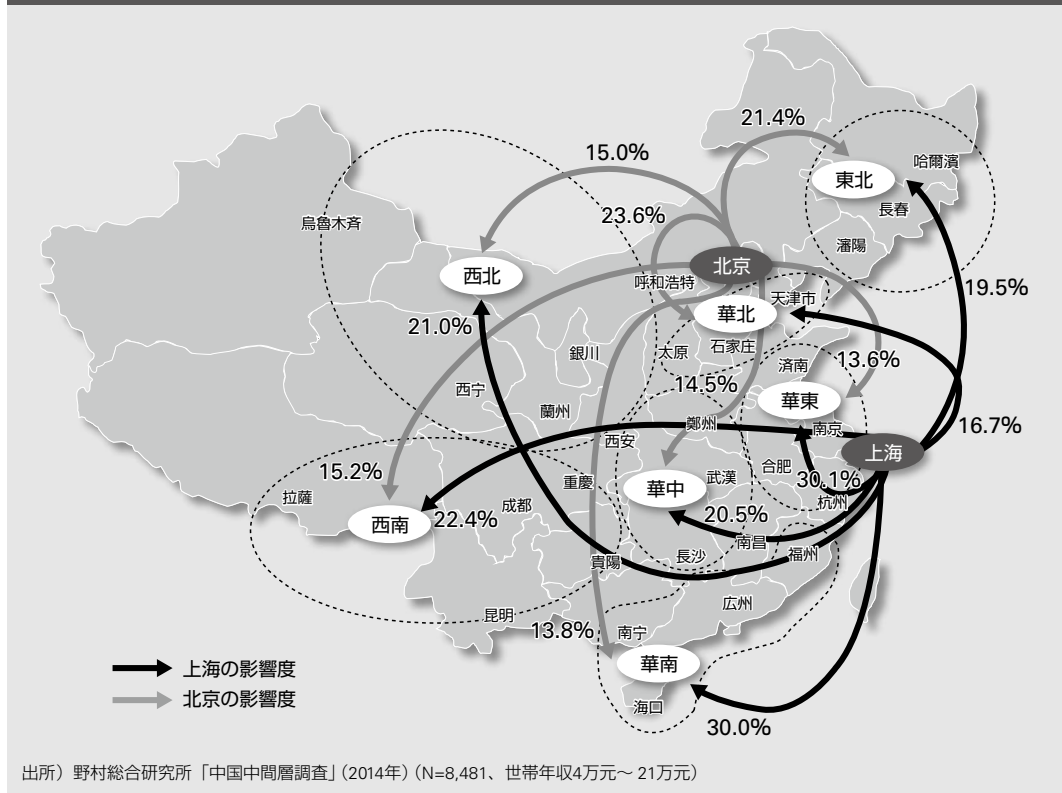 21.4%
15.0%
哈爾濱
東北
長春
烏魯木斉
23.6%
瀋陽
北京
西北
呼和浩特
天津市
19.5%
華北
21.0%
石家庄
銀川
太原
済南
13.6%
14.5%
西宁
華東
蘭州
鄭州
南京
16.7%
西安
上海
15.2%
合肥
30.1%
重慶
武漢
華中
拉薩
成都
杭州
西南
22.4%
20.5%
南昌
福州
貴陽
長沙
広州
昆明
13.8%
南宁
華南
上海の影響度
北京の影響度
海口
30.0%
出所）野村総合研究所「中国中間層調査」（2014年）（N=8,481、世帯年収4万元～21万元）